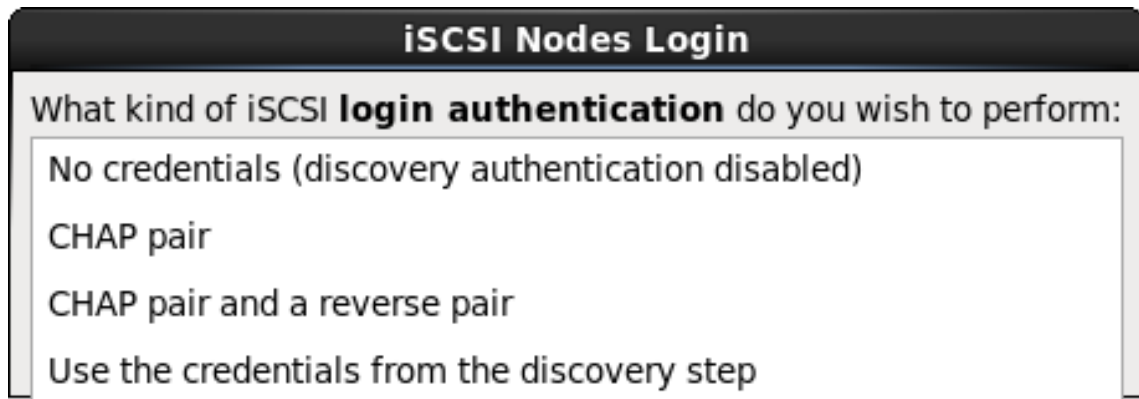 iSCSI Nodes Login
What kind of iSCSI login authentication do you wish to perform:
No credentials (discovery authentication disabled)
CHAP pair
CHAP pair and a reverse pair
Use the credentials from the discovery step